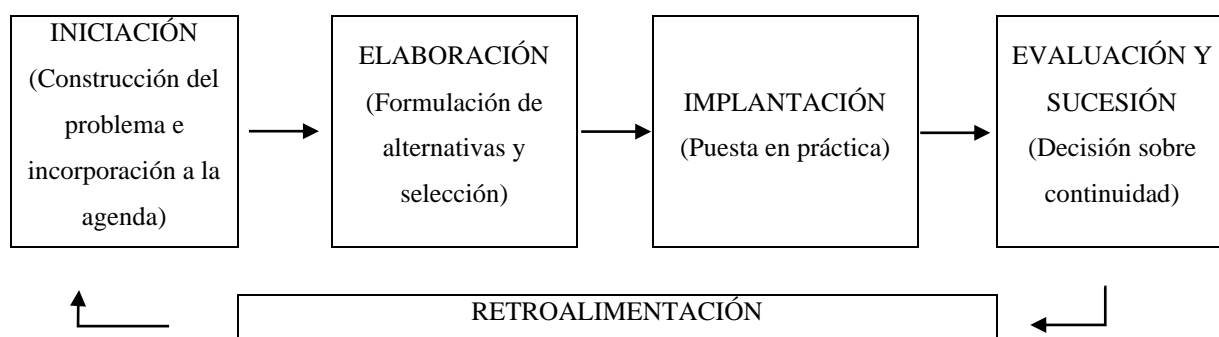 INICIACIÓN
(Construcción del
problema e
incorporación a la
agenda)
ELABORACIÓN
(Formulación de
alternativas y
selección)
IMPLANTACIÓN
(Puesta en práctica)
EVALUACIÓN Y
SUCESIÓN
(Decisión sobre
continuidad)
RETROALIMENTACIÓN